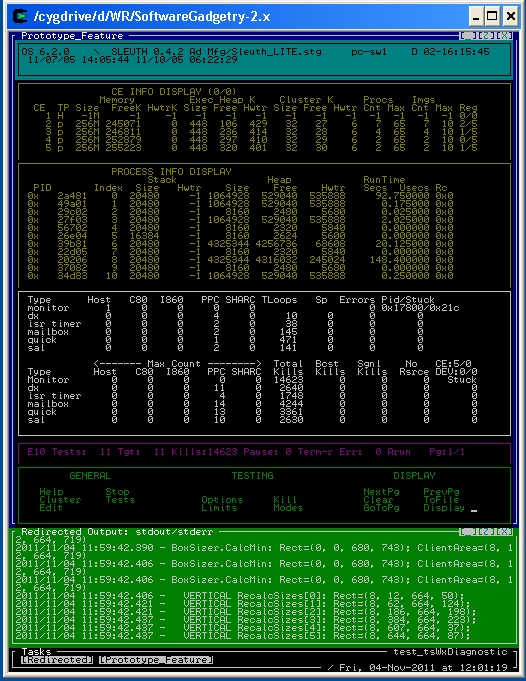 /cygdrive/d/WR/SoftwareGadgetry-2.x
Prototype_Feature [_][Z][X]
OS 6.2.0 \ SLEUTH 0.4.2 Ad Mfg/Sleuth_LITE.stg pc-sw1 D 02-16:15:45
11/07/05 14:05:44 11/10/05 06:22:29
CE INFO DISPLAY (0/0)
Memory Exec Heap K Cluster K Procs Imgs
CE TP Size FreeK HwtrK Size Free Hwtr Size Free Hwtr Cnt Max Cnt Max Reg
1 H -1M -1 -1 -1 -1 -1 -1 -1 -1 -1 -1 -1 -1 0/0
2 p 256M 245071 0 448 106 429 32 27 6 7 65 7 10 2/5
3 p 256M 246811 0 448 236 414 32 28 6 4 65 4 10 1/5
4 p 256M 252879 0 448 297 410 32 30 6 4 65 2 10 1/5
5 p 256M 255223 0 448 320 401 32 30 6 2 65 1 10 1/5
PROCESS INFO DISPLAY
Stack Heap RunTime
PID Index Size Hwtr Size Free Hwtr Secs Usecs Rc
0x 2a481 0 20480 -1 1064928 529040 535888 92.750000 0x0
0x 49a01 1 20480 -1 1064928 529040 535888 0.175000 0x0
0x 29c02 2 20480 -1 8160 2480 5680 0.025000 0x0
0x 27f03 3 20480 -1 1064928 529040 535888 2.025000 0x0
0x 56702 4 20480 -1 8160 2320 5840 0.000000 0x0
0x 26e04 5 16384 -1 8160 2624 5600 0.000000 0x0
0x 39b81 6 20480 -1 4325344 4256736 68608 20.125000 0x0
0x 22d05 7 20480 -1 8160 2320 5840 0.000000 0x0
0x 20206 8 20480 -1 4325344 4316032 245024 148.400000 0x0
0x 37082 9 20480 -1 8160 2480 5680 0.000000 0x0
0x 34d83 10 20480 -1 1064928 529040 535888 0.250000 0x0
Type Host C80 I860 PPC SHARC TLoops Sp Errors Pid/Stuck
monitor 1 0 0 0 0 0 0 0 0x17800/0x21c
dx 0 0 0 4 0 10 0 0 0
isr timer 0 0 0 2 0 38 0 0 0
mailbox 0 0 0 2 0 145 0 0 0
quick 0 0 0 1 0 471 0 0 0
sal 0 0 0 2 0 141 0 0 0
<------- Max Count --------> Total Bcst Sgnl No CE:5/0
Type Host C80 I860 PPC SHARC Kills Kills Kills Rsrce DEV:0/0
Monitor 0 0 0 0 0 14623 0 0 0 Stuck
dx 0 0 0 11 0 2640 0 0 0 0
isr timer 0 0 0 4 0 1748 0 0 0 0
mailbox 0 0 0 14 0 4244 0 0 0 0
quick 0 0 0 13 0 3361 0 0 0 0
sal 0 0 0 10 0 2630 0 0 0 0
E10 Tests: 11 Tgt: 11 Kills:14623 Pause: 0 Term-r Err: 0 Arun Pg:1/1
GENERAL TESTING DISPLAY
Help Stop NextPg PrevPg
Cluster Tests Options Kill Clear ToFile
Edit Limits Modes GoToPg Display _
Redirected Output: stdout/stderr [_][Z][X]
2, 664, 719)
2011/11/04 11:59:42.390 - BoxSizer.CalcMin: Rect=(0, 0, 680, 743); ClientArea=(8, 1
2, 664, 719)
2011/11/04 11:59:42.406 - BoxSizer.CalcMin: Rect=(0, 0, 680, 743); ClientArea=(8, 1
2, 664, 719)
2011/11/04 11:59:42.406 - BoxSizer.CalcMin: Rect=(0, 0, 680, 743); ClientArea=(8, 1
2, 664, 719)
2011/11/04 11:59:42.406 - VERTICAL RecalcSizes[0]: Rect=(8, 12, 664, 50);
2011/11/04 11:59:42.421 - VERTICAL RecalcSizes[1]: Rect=(8, 62, 664, 124);
2011/11/04 11:59:42.421 - VERTICAL RecalcSizes[2]: Rect=(8, 186, 664, 198);
2011/11/04 11:59:42.437 - VERTICAL RecalcSizes[3]: Rect=(8, 384, 664, 223);
2011/11/04 11:59:42.437 - VERTICAL RecalcSizes[4]: Rect=(8, 607, 664, 37);
2011/11/04 11:59:42.437 - VERTICAL RecalcSizes[5]: Rect=(8, 644, 664, 87);
Tasks test_tsWxDiagnostic
[Redirected] [Prototype_Feature]
/ Fri, 04-Nov-2011 at 12:01:19